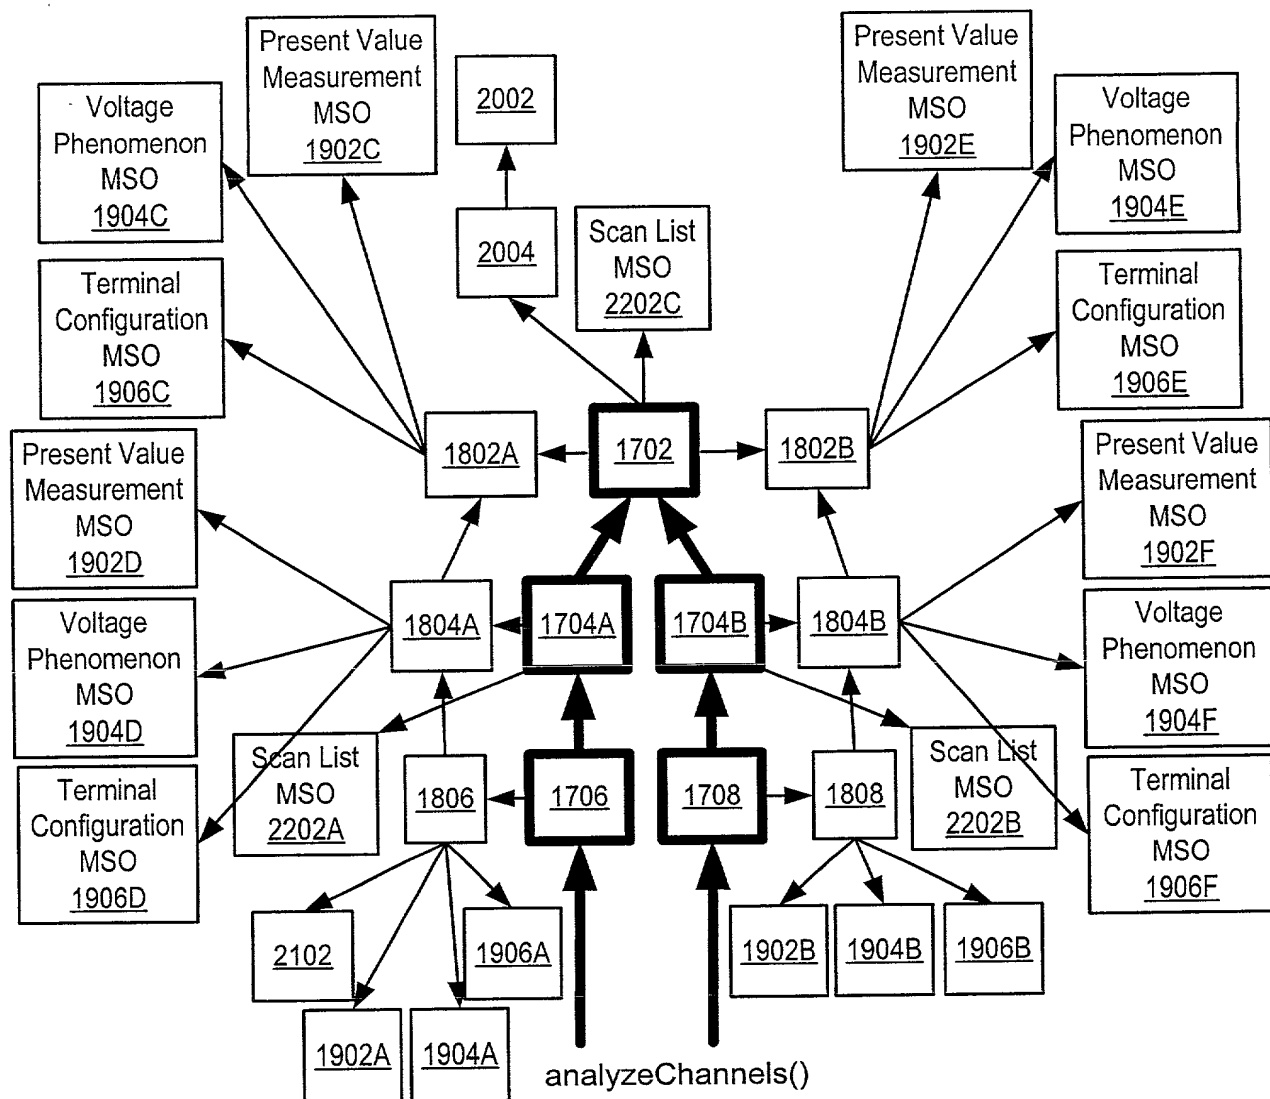 Present Value
Measurement
MSO
1902C
Voltage
Phenomenon
MSO
1904C
2002
Present Value
Measurement
MSO
1902E
Voltage
Phenomenon
MSO
1904E
2004
Scan List
MSO
2202C
Terminal
Configuration
MSO
1906C
Terminal
Configuration
MSO
1906E
1802A
1702
1802B
Present Value
Measurement
MSO
1902D
Present Value
Measurement
MSO
1902F
1804A
1704A
1704B
1804B
Voltage
Phenomenon
MSO
1904D
Voltage
Phenomenon
MSO
1904F
Scan List
MSO
2202A
1806
1706
1708
1808
Scan List
MSO
2202B
Terminal
Configuration
MSO
1906D
Terminal
Configuration
MSO
1906F
2102
1906A
1902B
1904B
1906B
1902A
1904A
analyzeChannels()